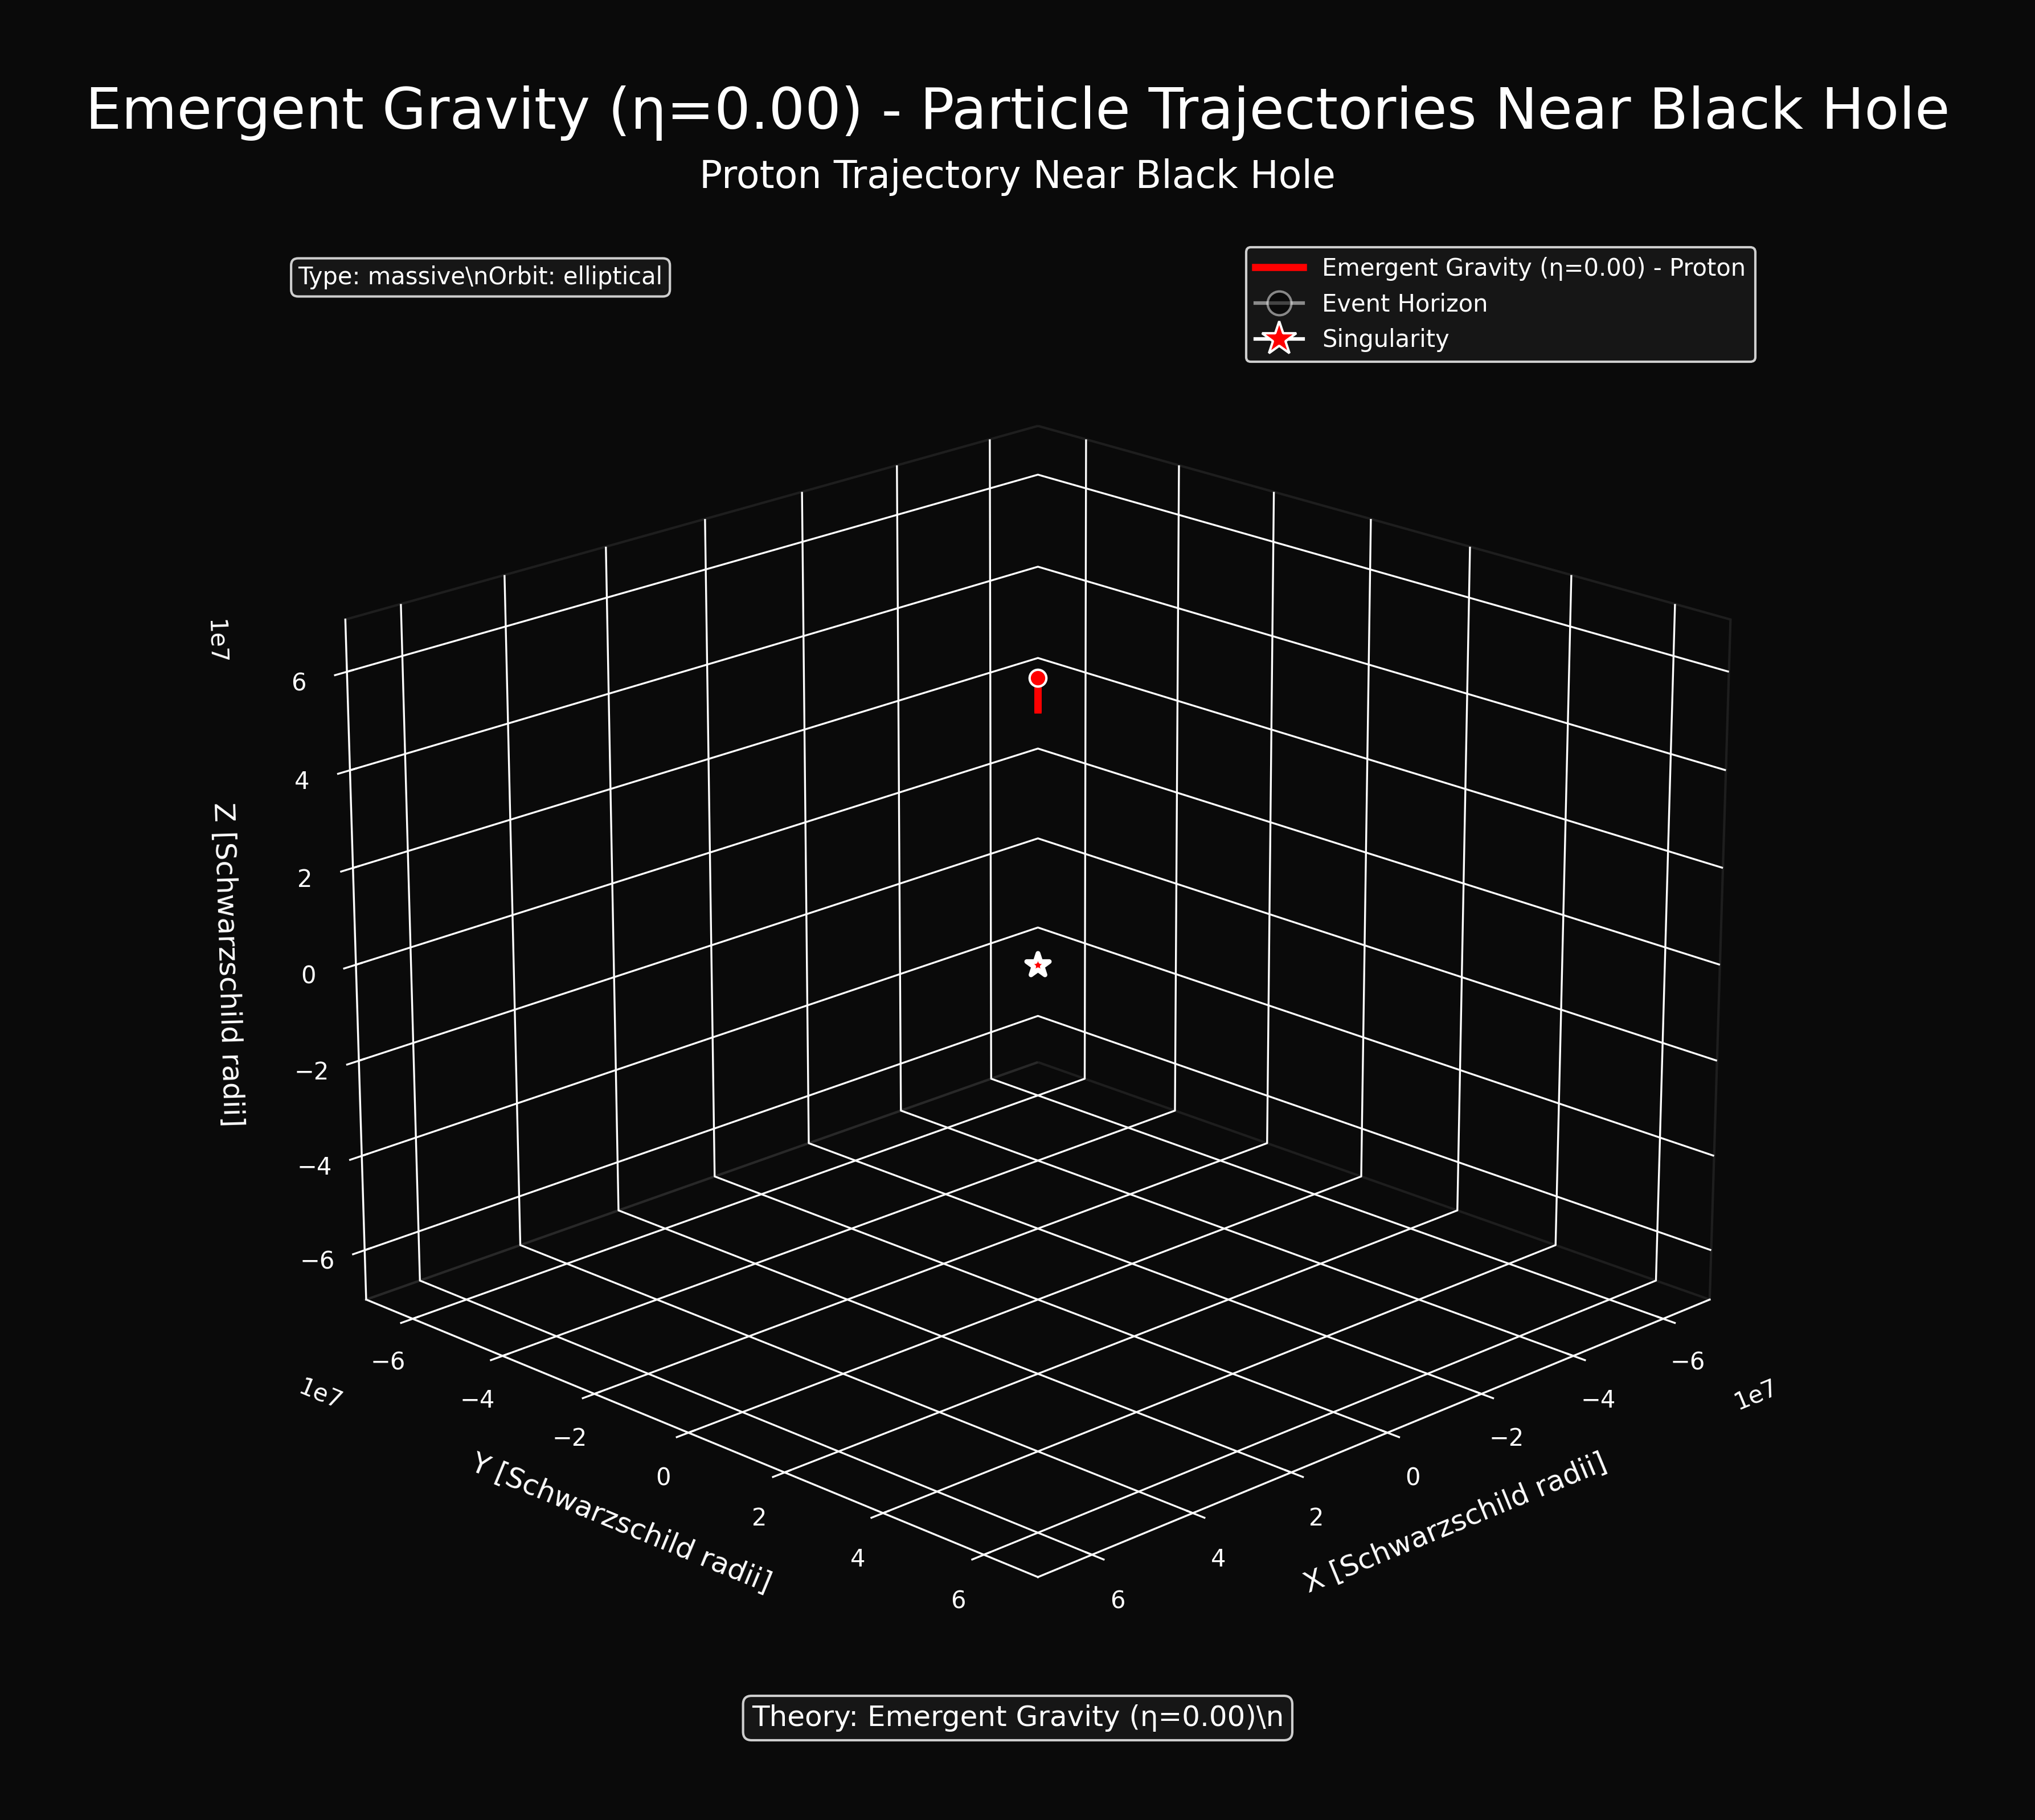 Emergent Gravity (η=0.00) - Particle Trajectories Near Black Hole
Proton Trajectory Near Black Hole
Type: massive\nOrbit: elliptical
Emergent Gravity (η=0.00) - Proton
Event Horizon
Singularity
1e7
6
4
2
0
−2
−4
−6
Z [Schwarzschild radii]
1e7
−6
−4
−2
0
2
4
6
Y [Schwarzschild radii]
1e7
−6
−4
−2
0
2
4
6
X [Schwarzschild radii]
Theory: Emergent Gravity (η=0.00)\n